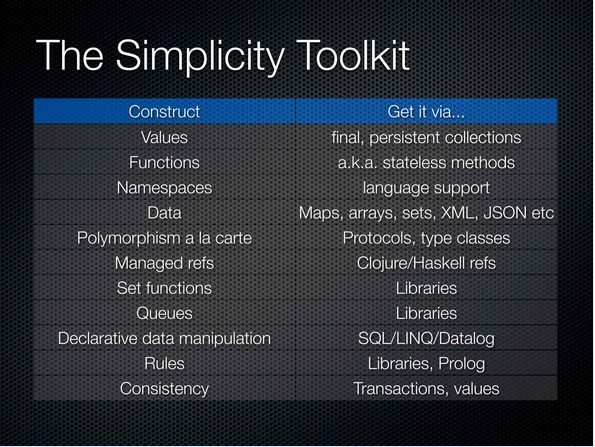 The Simplicity Toolkit
Construct Get it via...
Values final, persistent collections
Functions a.k.a. stateless methods
Namespaces language support
Data Maps, arrays, sets, XML, JSON etc
Polymorphism a la carte Protocols, type classes
Managed refs Clojure/Haskell refs
Set functions Libraries
Queues Libraries
Declarative data manipulation SQL/LINQ/Datalog
Rules Libraries, Prolog
Consistency Transactions, values